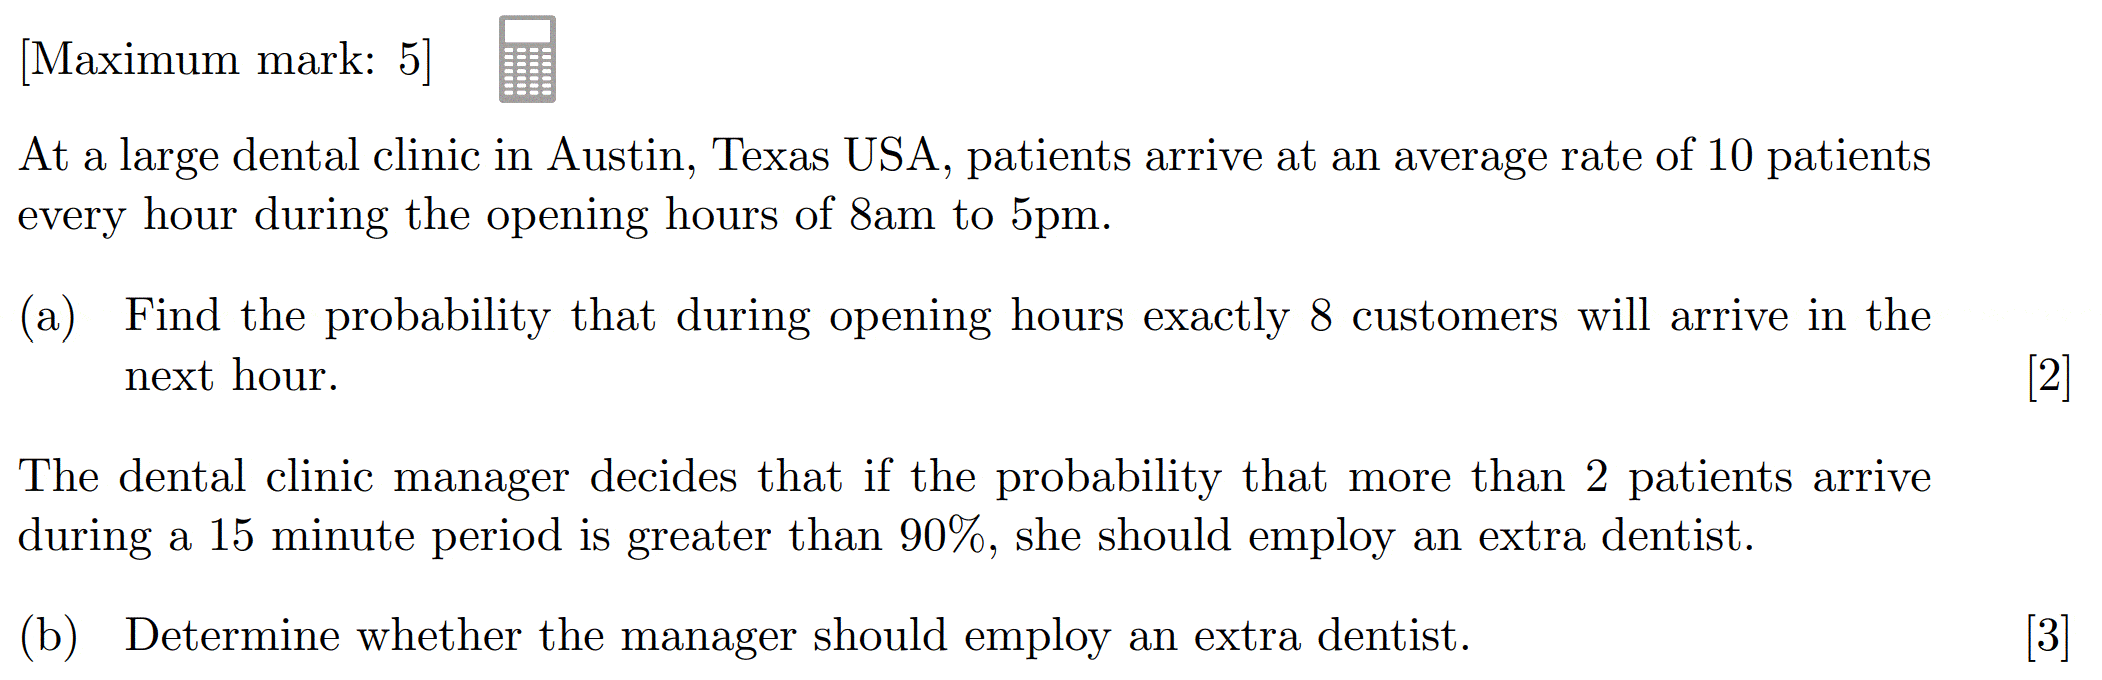 [Maximum mark: 5]
At a large dental clinic in Austin, Texas USA, patients arrive at an average rate of 10 patients
every hour during the opening hours of 8am to 5pm.
(a) Find the probability that during opening hours exactly 8 customers will arrive in the
next hour. [2]
The dental clinic manager decides that if the probability that more than 2 patients arrive
during a 15 minute period is greater than 90%, she should employ an extra dentist.
(b) Determine whether the manager should employ an extra dentist. [3]